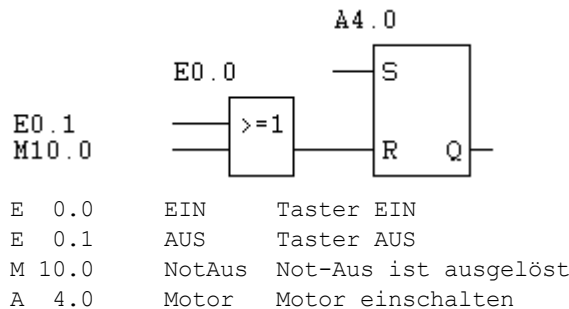 A4.0
E0.0 S
E0.1 >=1
M10.0 R Q
E 0.0 EIN Taster EIN
E 0.1 AUS Taster AUS
M 10.0 NotAus Not-Aus ist ausgelöst
A 4.0 Motor Motor einschalten